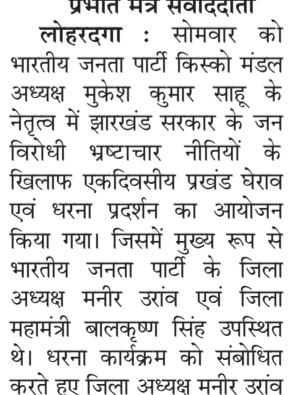 प्रभात मंत्र संवाददाता
लोहरदगा : सोमवार को
भारतीय जनता पार्टी किस्को मंडल
अध्यक्ष मुकेश कुमार साहू के
नेतृत्व में झारखंड सरकार के जन
विरोधी भ्रष्टाचार नीतियों के
खिलाफ एकदिवसीय प्रखंड घेराव
एवं धरना प्रदर्शन का आयोजन
किया गया। जिसमें मुख्य रूप से
भारतीय जनता पार्टी के जिला
अध्यक्ष मनीर उरांव एवं जिला
महामंत्री बालकृष्ण सिंह उपस्थित
थे। धरना कार्यक्रम को संबोधित
करते हुए जिला अध्यक्ष मनीर उरांव